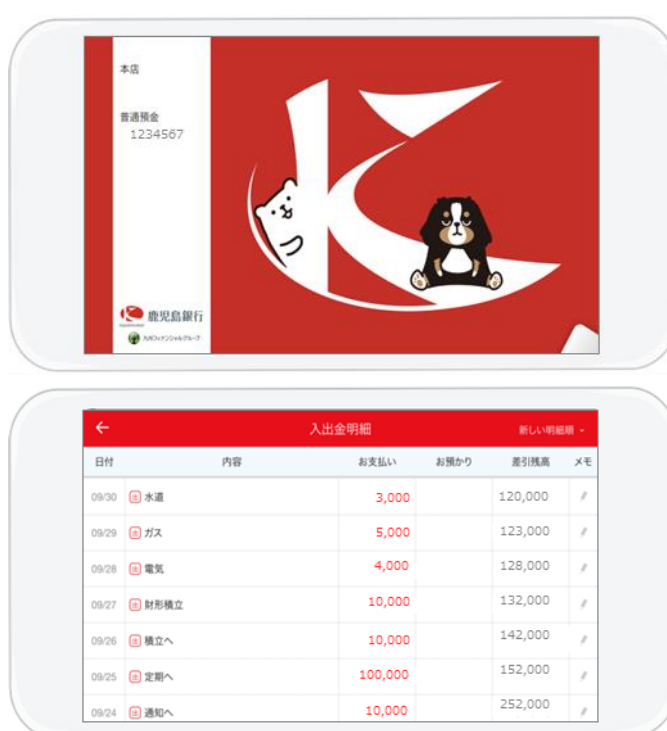 本店
普通預金
1234567
鹿児島銀行
九州フィナンシャルグループ
← 入出金明細 新しい明細順
日付 内容 お支払い お預かり 差引残高 メモ
09/30 出 水道 3,000 120,000
09/29 出 ガス 5,000 123,000
09/28 出 電気 4,000 128,000
09/27 出 財形積立 10,000 132,000
09/26 出 積立へ 10,000 142,000
09/25 出 定期へ 100,000 152,000
09/24 出 通知へ 10,000 252,000